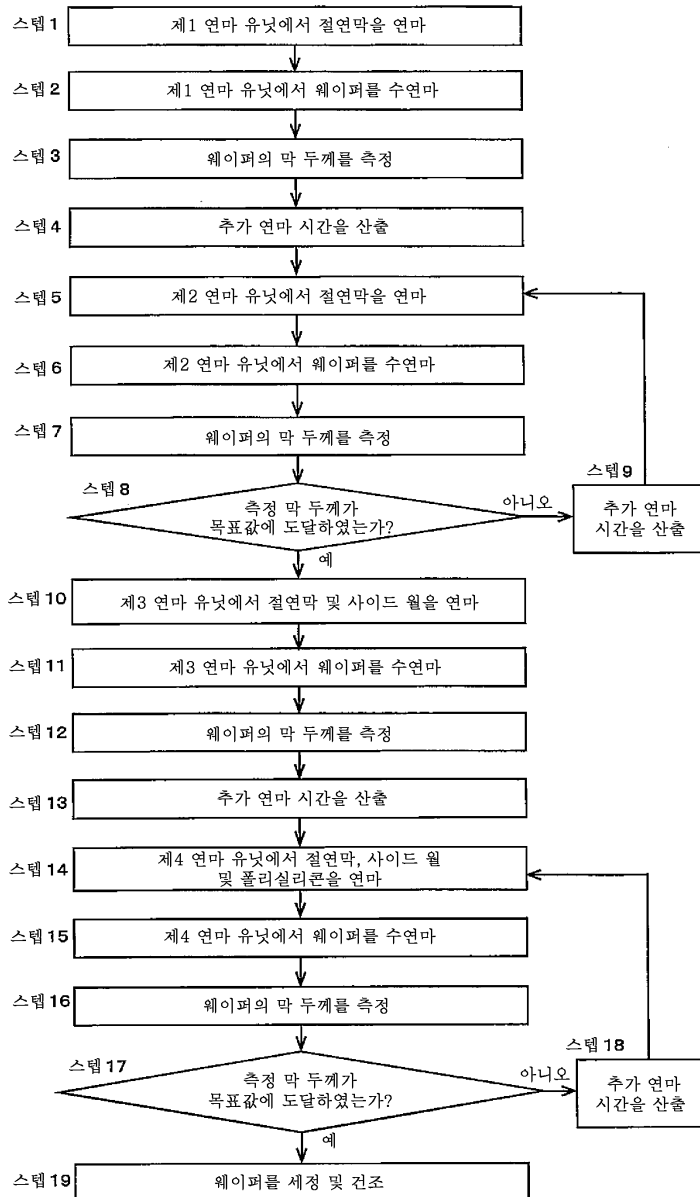 스텝 1
제1 연마 유닛에서 절연막을 연마
스텝 2
제1 연마 유닛에서 웨이퍼를 수연마
스텝 3
웨이퍼의 막 두께를 측정
스텝 4
추가 연마 시간을 산출
스텝 5
제2 연마 유닛에서 절연막을 연마
스텝 6
제2 연마 유닛에서 웨이퍼를 수연마
스텝 7
웨이퍼의 막 두께를 측정
스텝 8
측정 막 두께가
목표값에 도달하였는가?
아니오
스텝 9
추가 연마
시간을 산출
예
스텝 10
제3 연마 유닛에서 절연막 및 사이드 월을 연마
스텝 11
제3 연마 유닛에서 웨이퍼를 수연마
스텝 12
웨이퍼의 막 두께를 측정
스텝 13
추가 연마 시간을 산출
스텝 14
제4 연마 유닛에서 절연막, 사이드 월
및 폴리실리콘을 연마
스텝 15
제4 연마 유닛에서 웨이퍼를 수연마
스텝 16
웨이퍼의 막 두께를 측정
스텝 17
측정 막 두께가
목표값에 도달하였는가?
아니오
스텝 18
추가 연마
시간을 산출
예
스텝 19
웨이퍼를 세정 및 건조